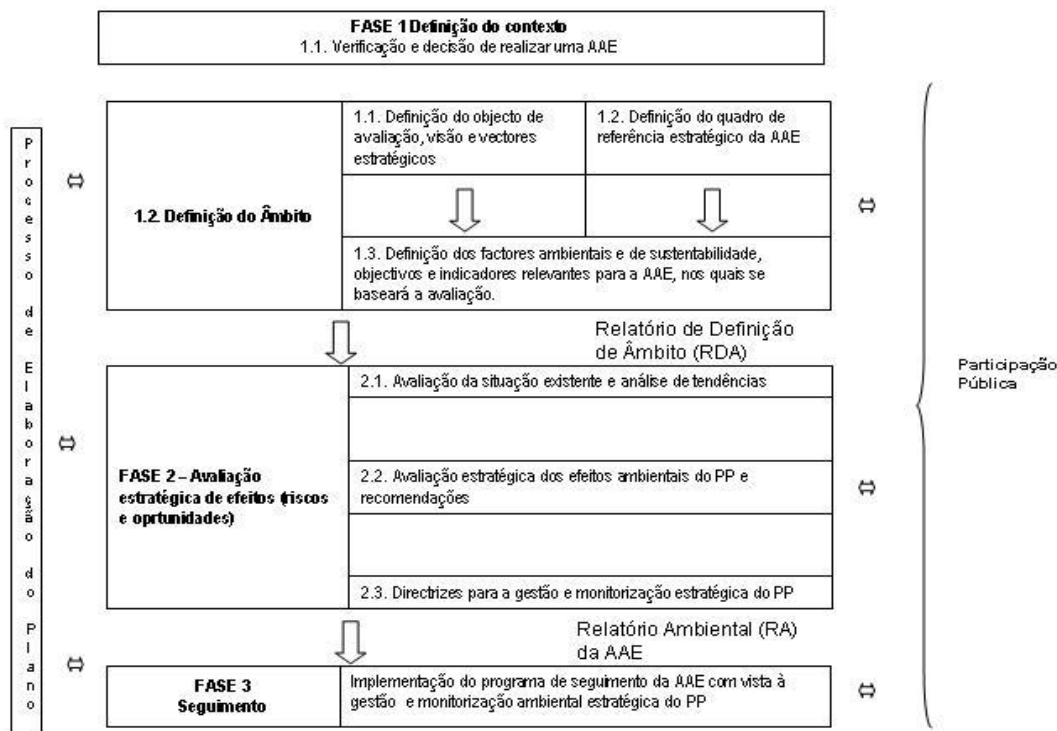 FASE 1 Definição do contexto
1.1. Verificação e decisão de realizar uma AAE
Processo de Elaboração do Plano
1.2. Definição do Âmbito
1.1. Definição do objecto de
avaliação, visão e vectores
estratégicos
1.2. Definição do quadro de
referência estratégico da AAE
1.3. Definição dos factores ambientais e de sustentabilidade,
objectivos e indicadores relevantes para a AAE, nos quais se
baseará a avaliação.
Relatório de Definição
de Âmbito (RDA)
Participação
Pública
FASE 2 – Avaliação
estratégica de efeitos (riscos
e oprtunidades)
2.1. Avaliação da situação existente e análise de tendências
2.2. Avaliação estratégica dos efeitos ambientais do PP e
recomendações
2.3. Directrizes para a gestão e monitorização estratégica do PP
Relatório Ambiental (RA)
da AAE
FASE 3
Seguimento
Implementação do programa de seguimento da AAE com vista à
gestão e monitorização ambiental estratégica do PP